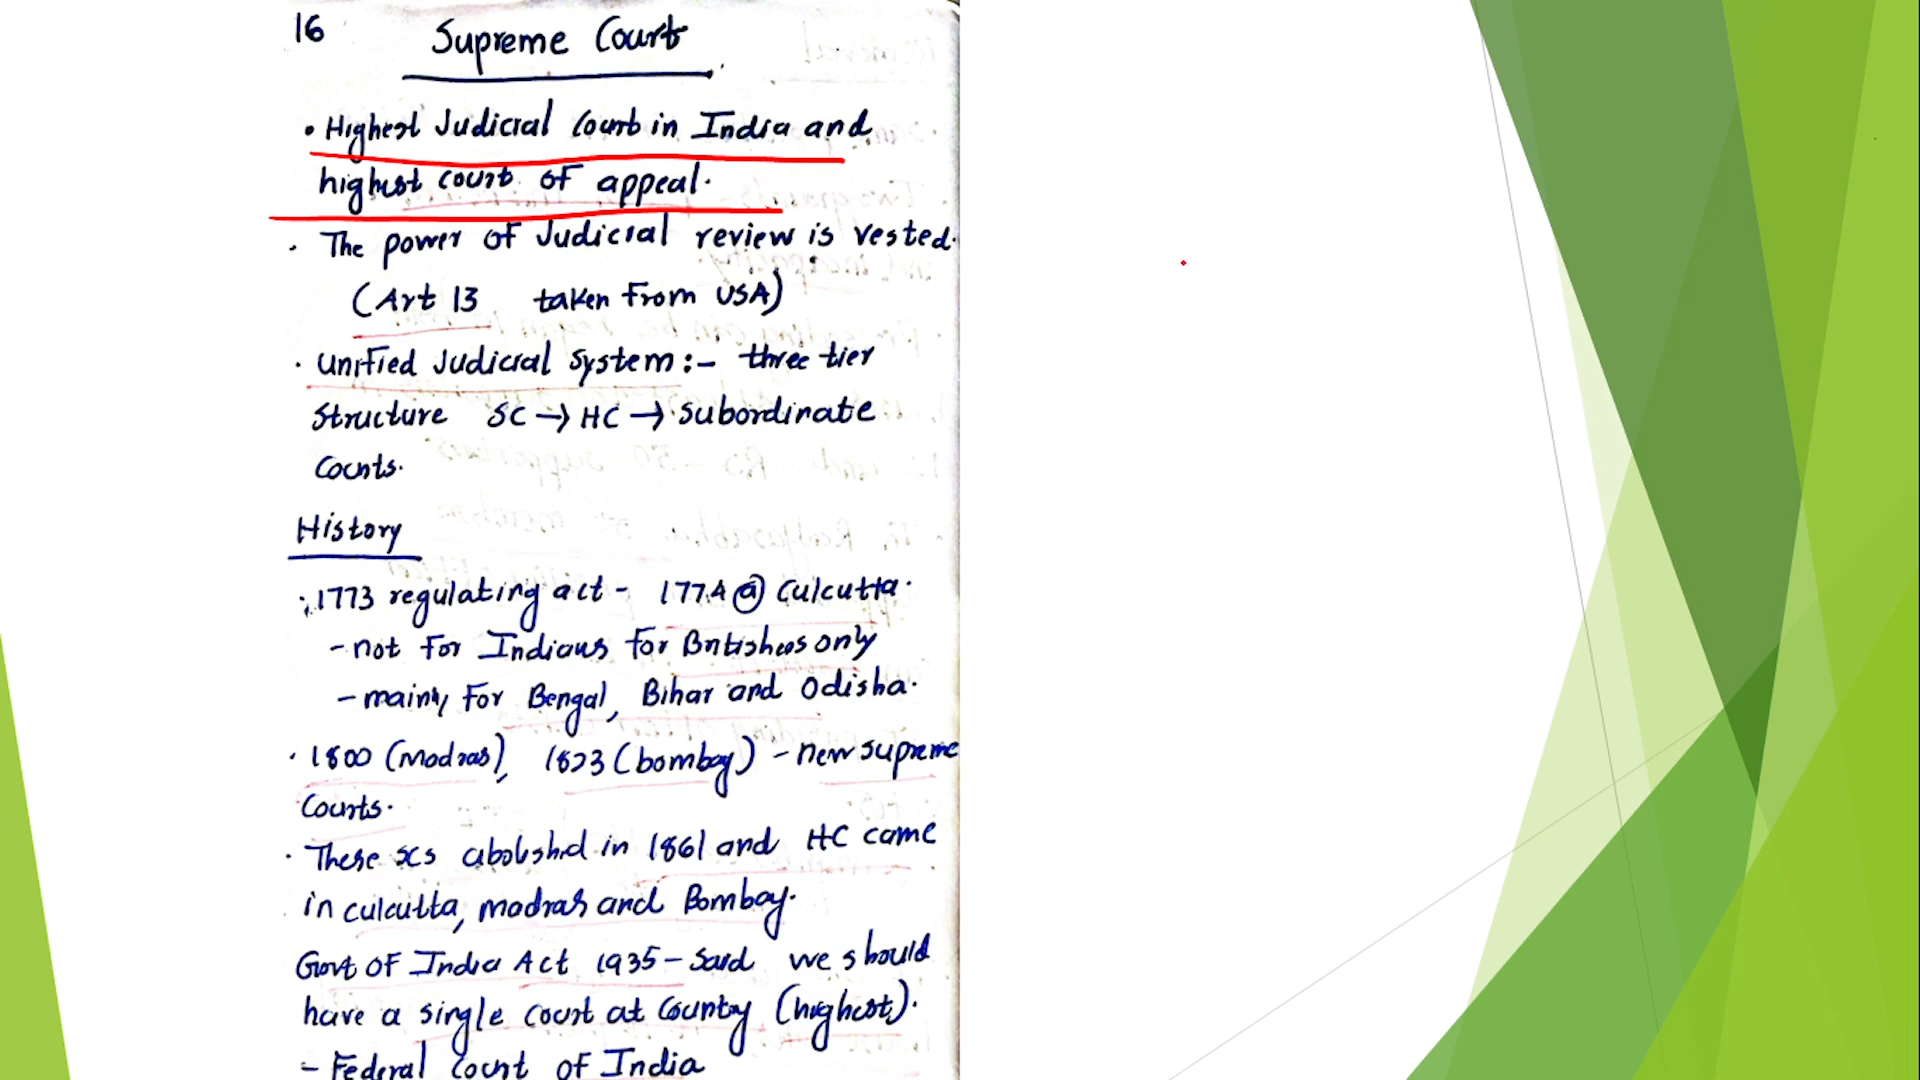 16
Supreme Court
• Highest Judicial Court in India and
highest court of appeal.
· The power of Judicial review is vested.
(Art 13 taken from USA)
· Unified Judicial System :- three tier
Structure SC → HC → subordinate
Courts.
History
· 1773 regulating act - 1774 @ Culcutta.
- not for Indians for Britishers only
- mainly for Bengal, Bihar and Odisha.
· 1800 (Madras), 1823 (bombay) - new supreme
Courts.
· These SCs abolishd in 1861 and HC came
in culcutta, madras and Bombay.
Govt of India Act 1935 - Said we should
have a single court at Country (highest).
- Federal Court of India